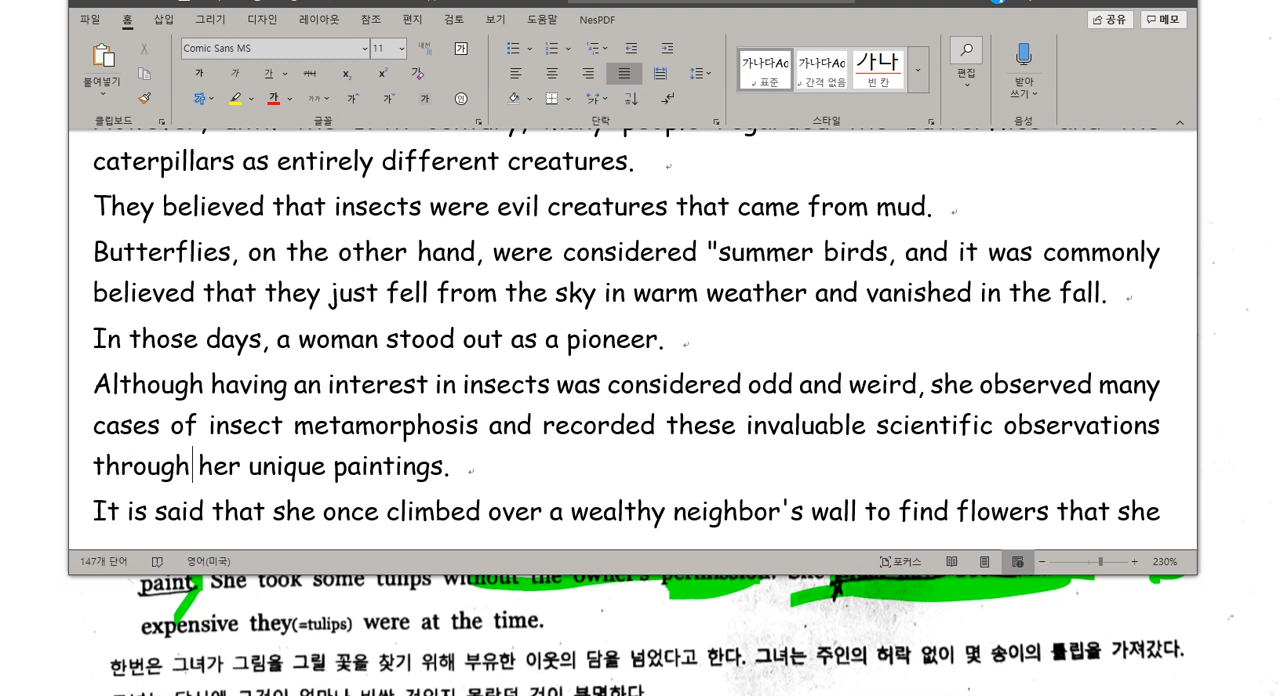 파일 홈 삽입 그리기 디자인 레이아웃 참조 편지 검토 보기 도움말 NesPDF 공유 메모
Comic Sans MS 11
붙여넣기
가나다Aa 가나다Aa 가나
표준 간격 없음 빈 칸
편집 받아쓰기
클립보드 글꼴 단락 스타일 음성
caterpillars as entirely different creatures.
They believed that insects were evil creatures that came from mud.
Butterflies, on the other hand, were considered "summer birds, and it was commonly
believed that they just fell from the sky in warm weather and vanished in the fall.
In those days, a woman stood out as a pioneer.
Although having an interest in insects was considered odd and weird, she observed many
cases of insect metamorphosis and recorded these invaluable scientific observations
through her unique paintings.
It is said that she once climbed over a wealthy neighbor's wall to find flowers that she
147개 단어 영어(미국) 포커스 230%
paint. She took some tulips without the owner's permission. She
expensive they(=tulips) were at the time.
한번은 그녀가 그림을 그릴 꽃을 찾기 위해 부유한 이웃의 담을 넘었다고 한다. 그녀는 주인의 허락 없이 몇 송이의 튤립을 가져갔다.